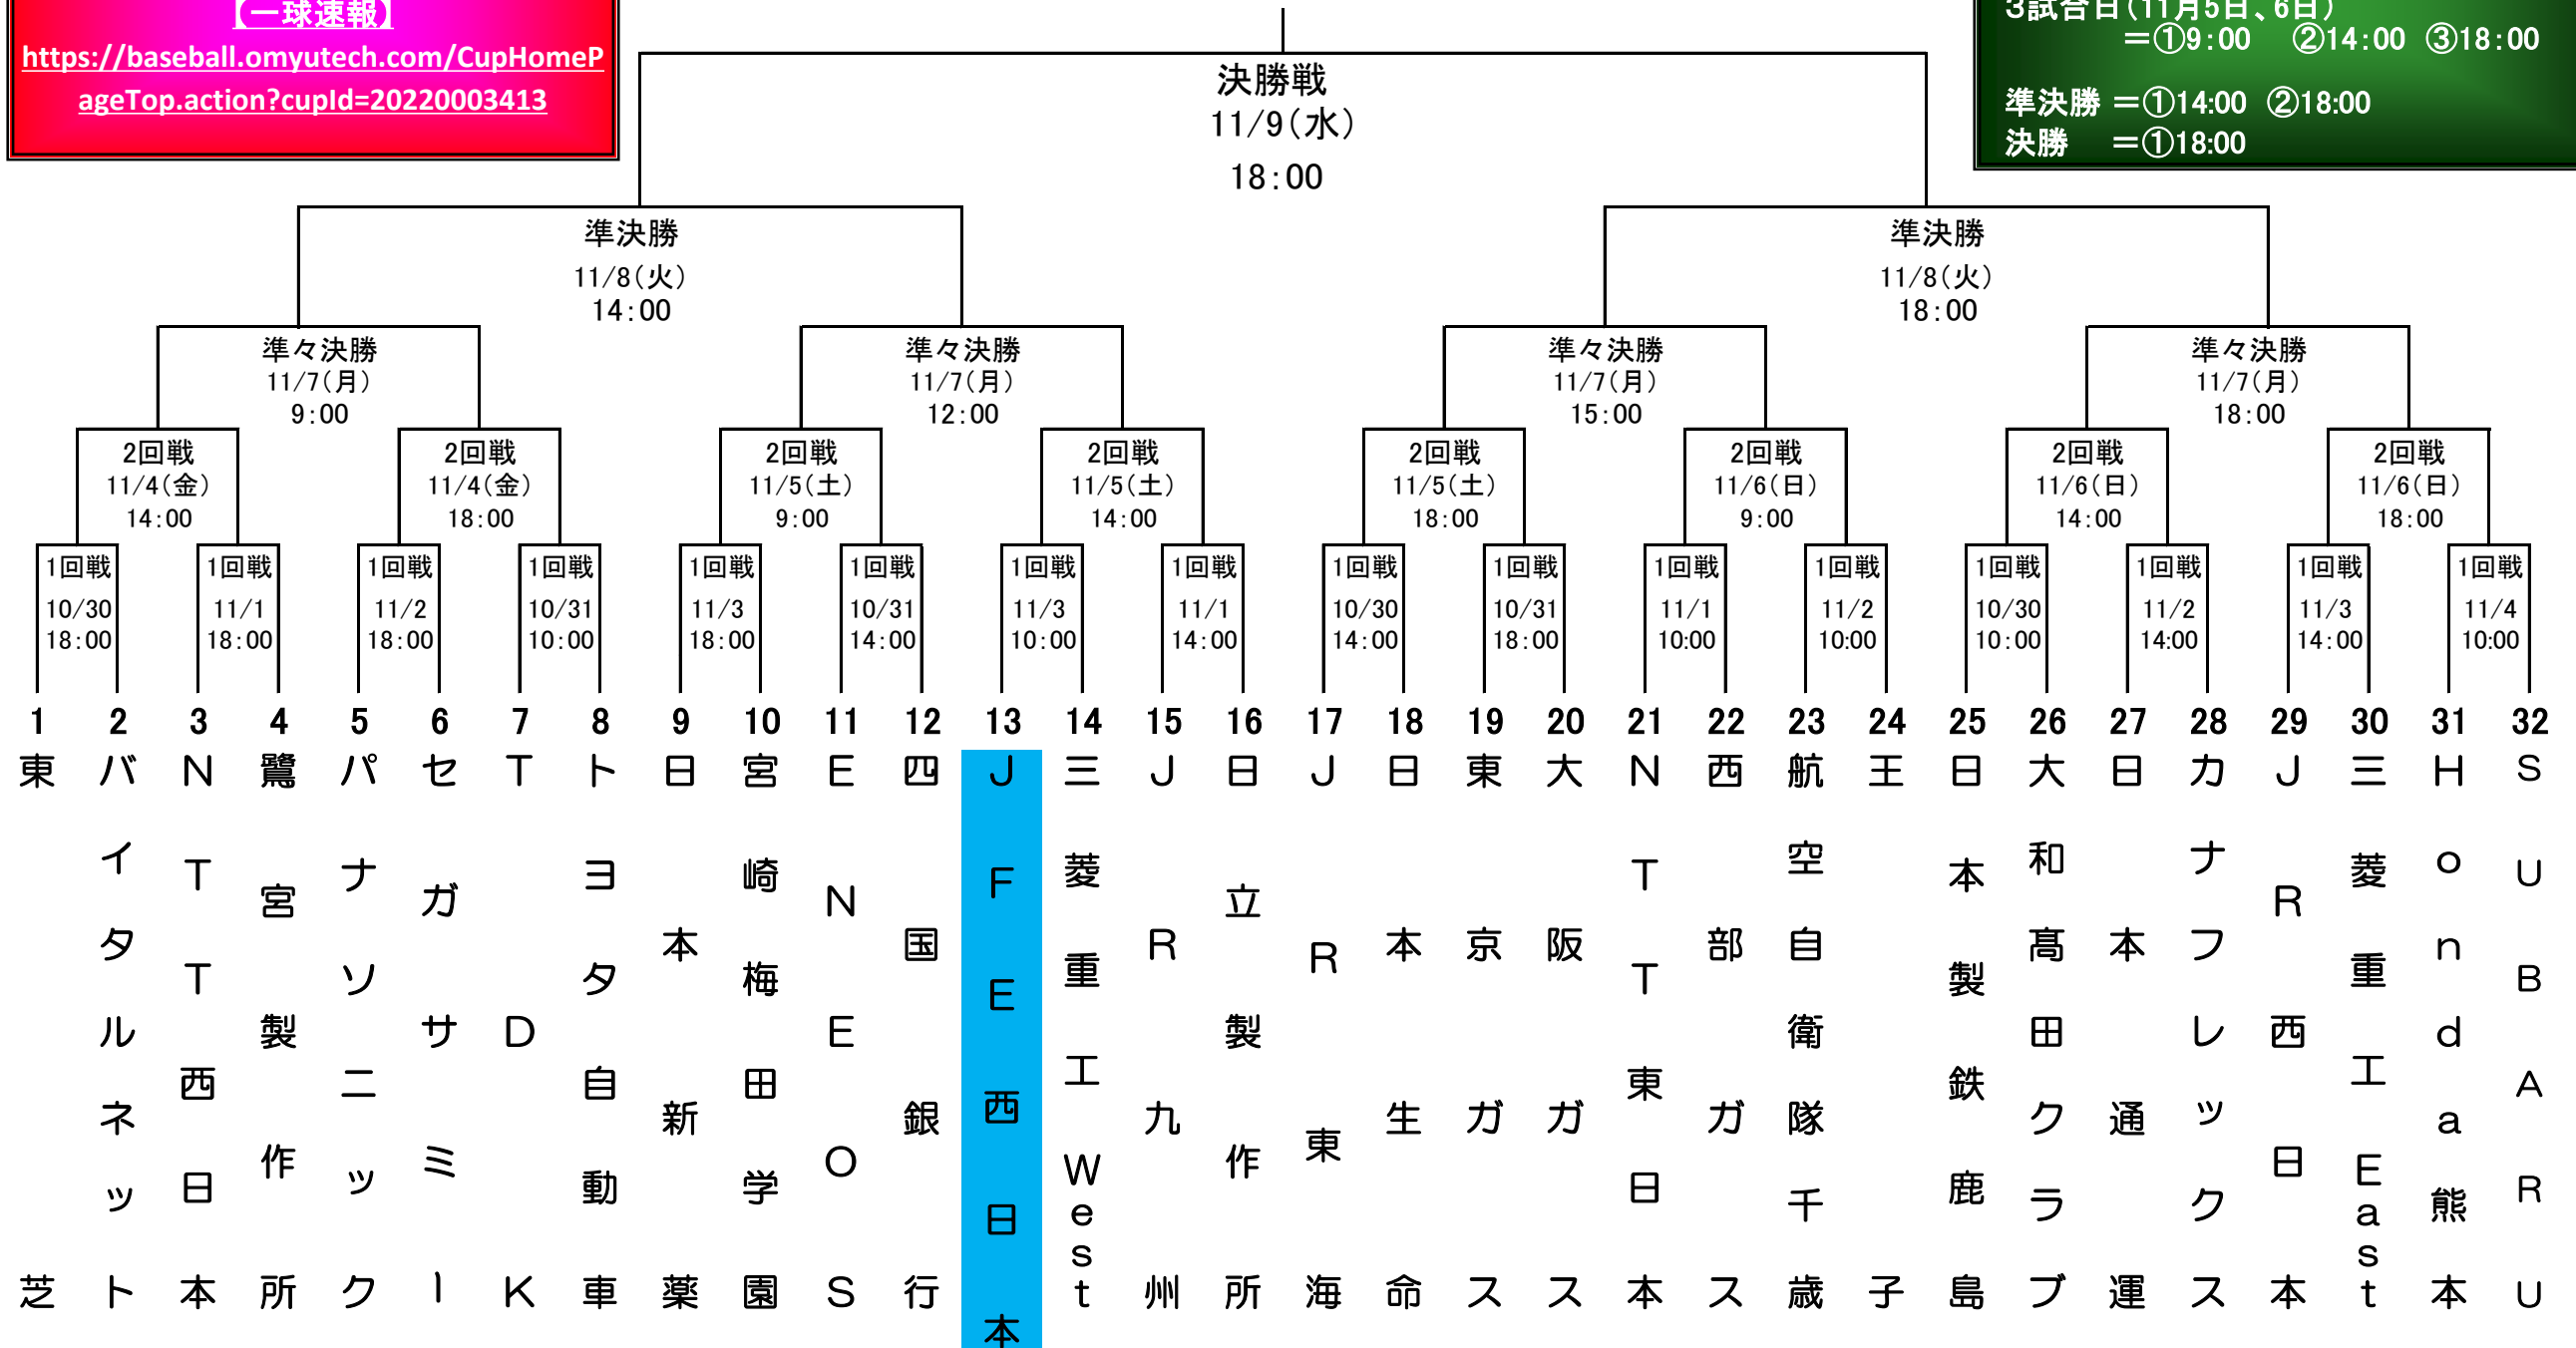 【一球速報】
https://baseball.omyutech.com/CupHomeP
ageTop.action?cupId=20220003413
3試合日(11月5日、6日)
=①9:00 ②14:00 ③18:00
準決勝 =①14:00 ②18:00
決勝 =①18:00
決勝戦
11/9(水)
18:00
準決勝
11/8(火)
14:00
準決勝
11/8(火)
18:00
準々決勝
11/7(月)
9:00
準々決勝
11/7(月)
12:00
準々決勝
11/7(月)
15:00
準々決勝
11/7(月)
18:00
2回戦
11/4(金)
14:00
2回戦
11/4(金)
18:00
2回戦
11/5(土)
9:00
2回戦
11/5(土)
14:00
2回戦
11/5(土)
18:00
2回戦
11/6(日)
9:00
2回戦
11/6(日)
14:00
2回戦
11/6(日)
18:00
1回戦
10/30
18:00
1回戦
11/1
18:00
1回戦
11/2
18:00
1回戦
10/31
10:00
1回戦
11/3
18:00
1回戦
10/31
14:00
1回戦
11/3
10:00
1回戦
11/1
14:00
1回戦
10/30
14:00
1回戦
10/31
18:00
1回戦
11/1
10:00
1回戦
11/2
10:00
1回戦
10/30
10:00
1回戦
11/2
14:00
1回戦
11/3
14:00
1回戦
11/4
10:00
1
東芝
2
バイタルネット
3
NTT西日本
4
鷺宮製作所
5
パナソニック
6
セガサミー
7
TDK
8
トヨタ自動車
9
日本新薬
10
宮崎梅田学園
11
ENEOS
12
四国銀行
13
JFE西日本
14
三菱重工West
15
JR九州
16
日立製作所
17
JR東海
18
日本生命
19
東京ガス
20
大阪ガス
21
NTT東日本
22
西部ガス
23
航空自衛隊千歳
24
王子
25
日本製鉄鹿島
26
大和高田クラブ
27
日本通運
28
カナフレックス
29
JR西日本
30
三菱重工East
31
Honda熊本
32
SUBARU